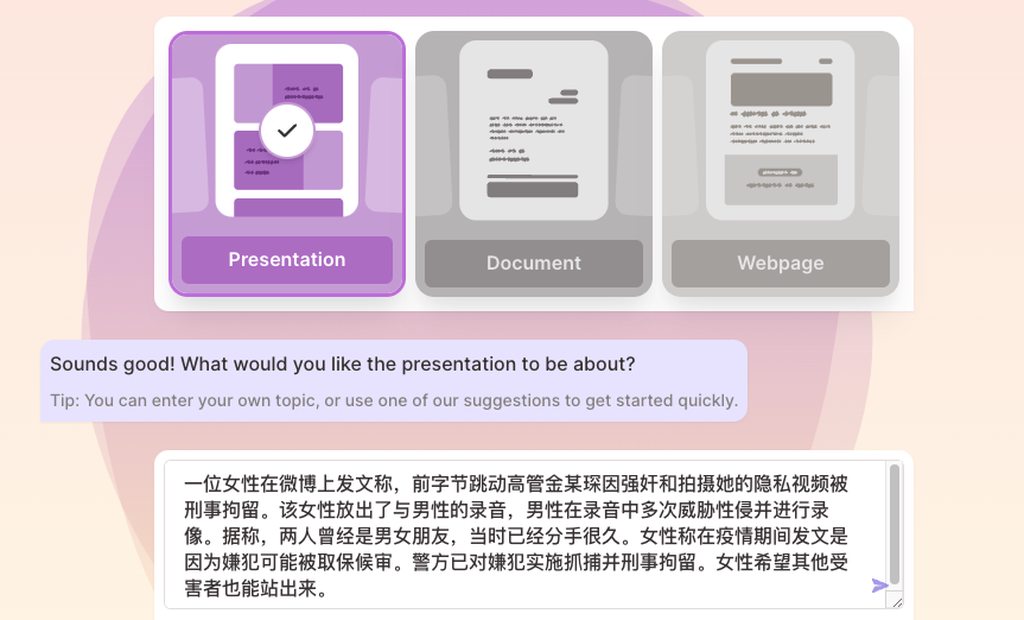 Presentation
Document
Webpage
Sounds good! What would you like the presentation to be about?
Tip: You can enter your own topic, or use one of our suggestions to get started quickly.
一位女性在微博上发文称，前字节跳动高管金某琛因强奸和拍摄她的隐私视频被
刑事拘留。该女性放出了与男性的录音，男性在录音中多次威胁性侵并进行录
像。据称，两人曾经是男女朋友，当时已经分手很久。女性称在疫情期间发文是
因为嫌犯可能被取保候审。警方已对嫌犯实施抓捕并刑事拘留。女性希望其他受
害者也能站出来。